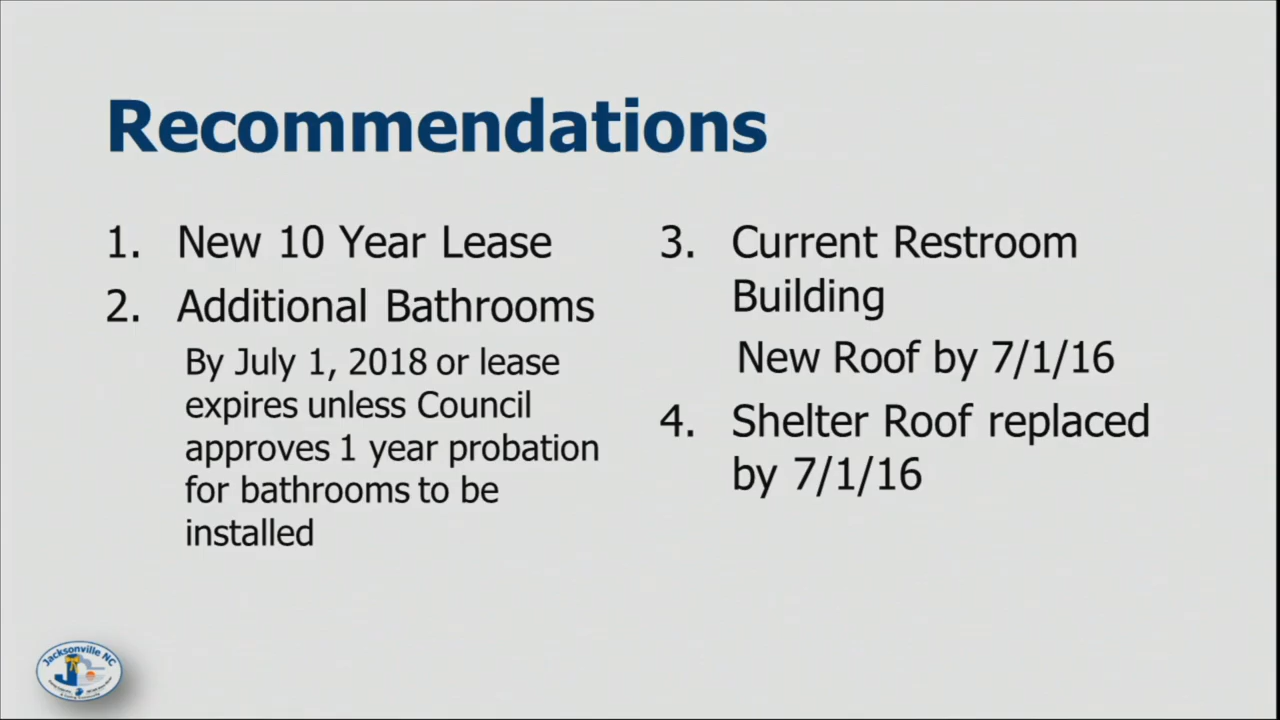 Recommendations
1. New 10 Year Lease
2. Additional Bathrooms
By July 1, 2018 or lease
expires unless Council
approves 1 year probation
for bathrooms to be
installed
3. Current Restroom
Building
New Roof by 7/1/16
4. Shelter Roof replaced
by 7/1/16
Jacksonville NC